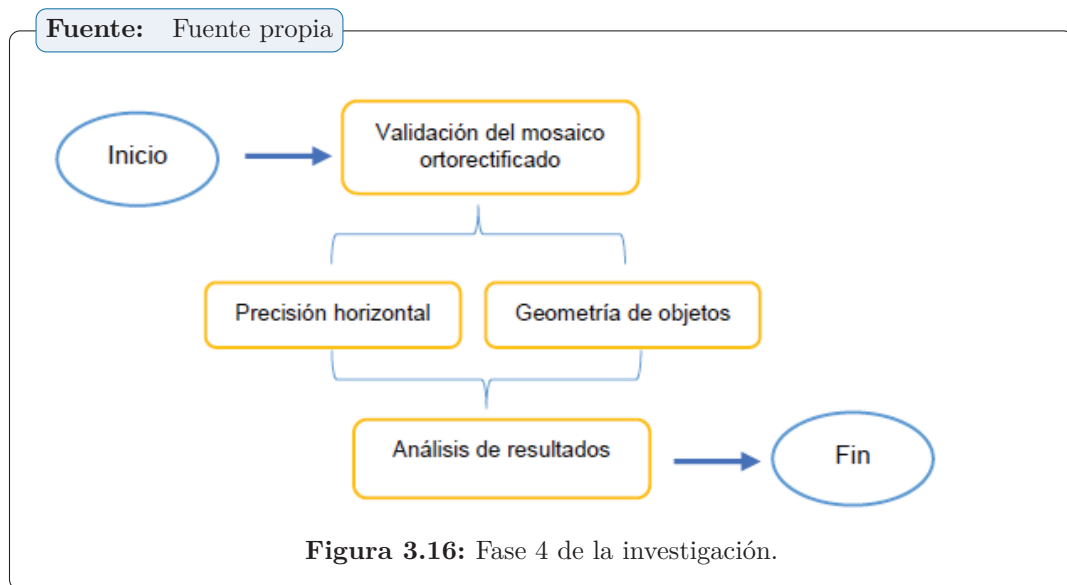 Fuente: Fuente propia
Inicio
Validación del mosaico
ortorectificado
Precisión horizontal
Geometría de objetos
Análisis de resultados
Fin
Figura 3.16: Fase 4 de la investigación.